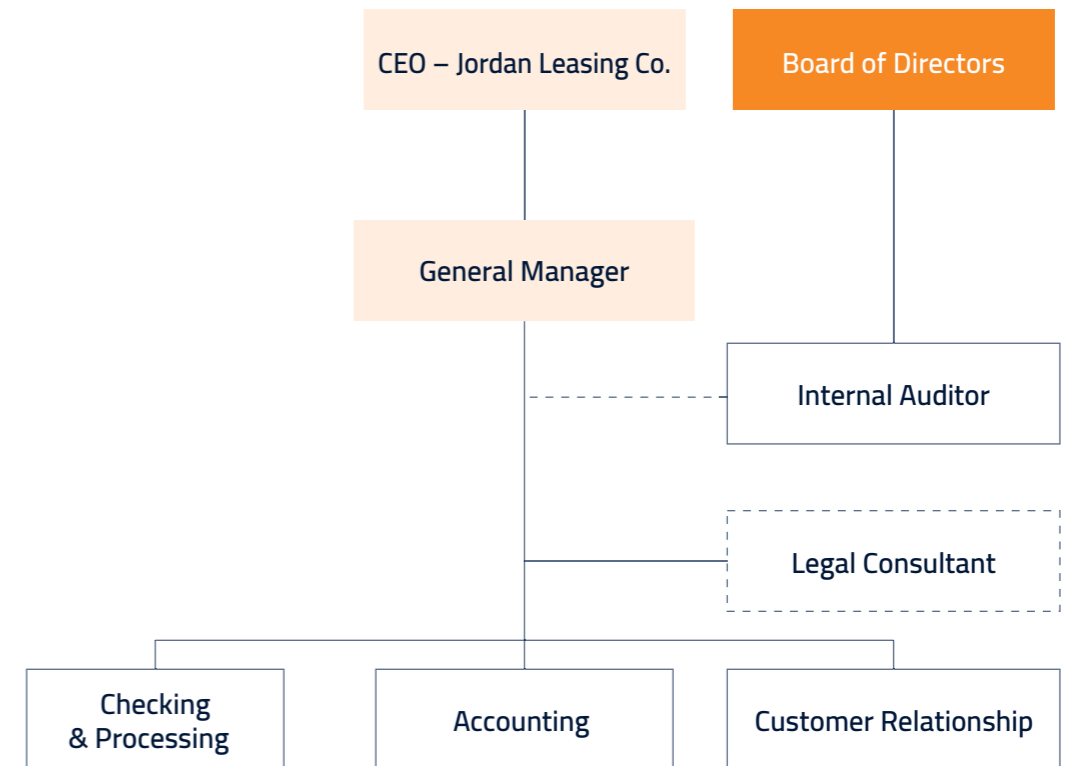 CEO – Jordan Leasing Co.
Board of Directors
General Manager
Internal Auditor
Legal Consultant
Checking
& Processing
Accounting
Customer Relationship